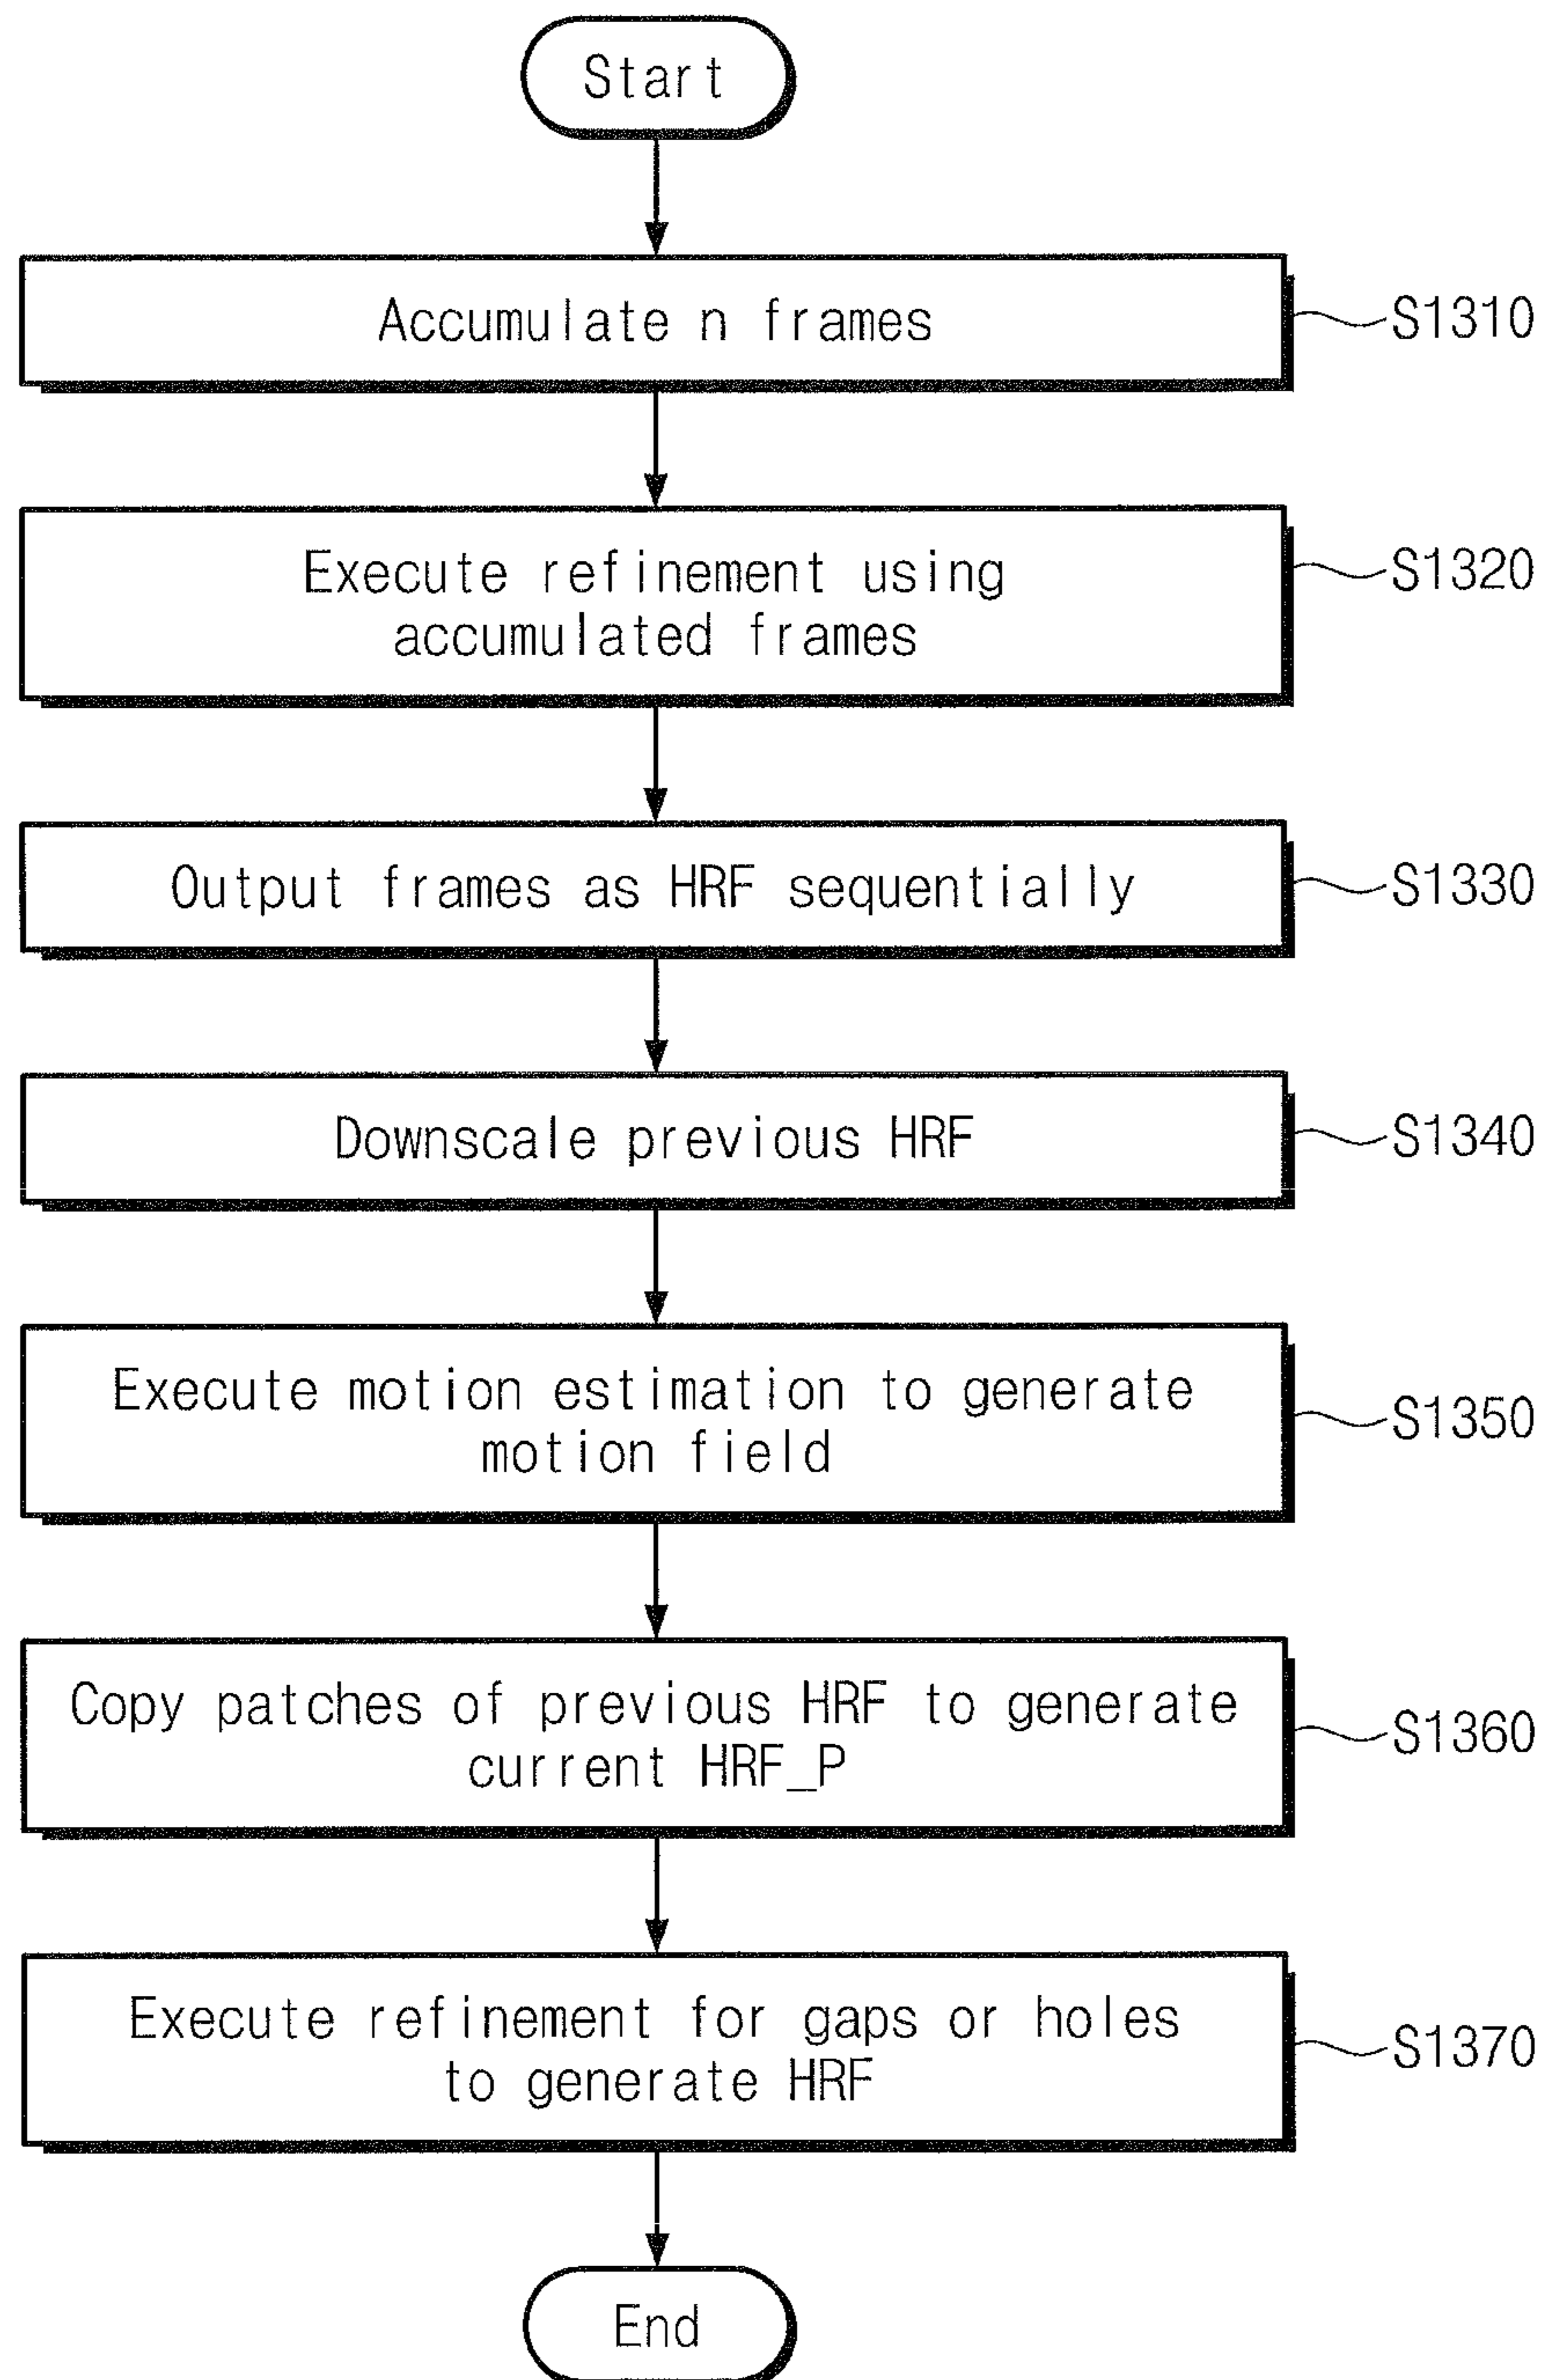 Start
Accumulate n frames
S1310
Execute refinement using
accumulated frames
S1320
Output frames as HRF sequentially
S1330
Downscale previous HRF
S1340
Execute motion estimation to generate
motion field
S1350
Copy patches of previous HRF to generate
current HRF_P
S1360
Execute refinement for gaps or holes
to generate HRF
S1370
End